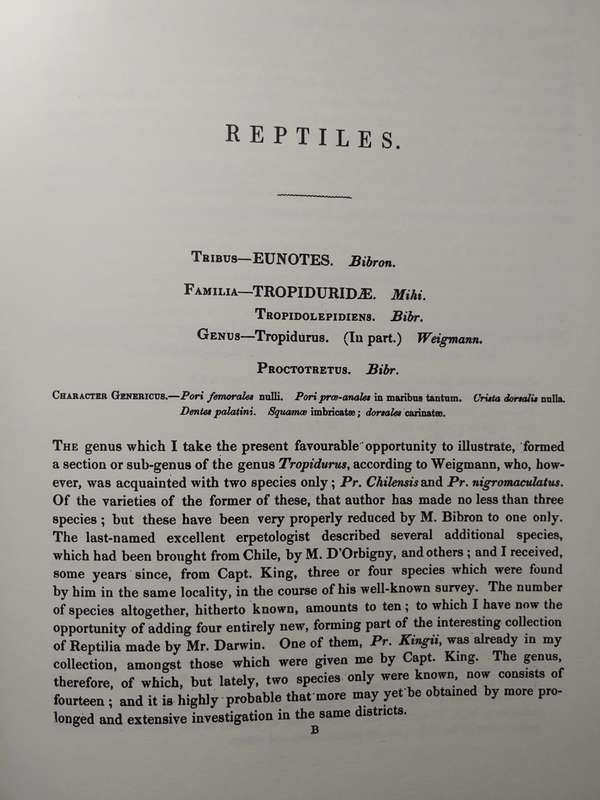 REPTILES.
TRIBUS—EUNOTES. Bibron.
FAMILIA—TROPIDURIDÆ. Mihi.
TROPIDOLEPIDIENS. Bibr.
GENUS—Tropidurus. (In part.) Weigmann.
PROCTOTRETUS. Bibr.
CHARACTER GENERICUS.—Pori femorales nulli. Pori præ-anales in maribus tantum. Crista dorsalis nulla.
Dentes palatini. Squamæ imbricatæ; dorsales carinatæ.
THE genus which I take the present favourable opportunity to illustrate, formed
a section or sub-genus of the genus Tropidurus, according to Weigmann, who, how-
ever, was acquainted with two species only; Pr. Chilensis and Pr. nigromaculatus.
Of the varieties of the former of these, that author has made no less than three
species; but these have been very properly reduced by M. Bibron to one only.
The last-named excellent erpetologist described several additional species,
which had been brought from Chile, by M. D'Orbigny, and others; and I received,
some years since, from Capt. King, three or four species which were found
by him in the same locality, in the course of his well-known survey. The number
of species altogether, hitherto known, amounts to ten; to which I have now the
opportunity of adding four entirely new, forming part of the interesting collection
of Reptilia made by Mr. Darwin. One of them, Pr. Kingii, was already in my
collection, amongst those which were given me by Capt. King. The genus,
therefore, of which, but lately, two species only were known, now consists of
fourteen; and it is highly probable that more may yet be obtained by more pro-
longed and extensive investigation in the same districts.
B